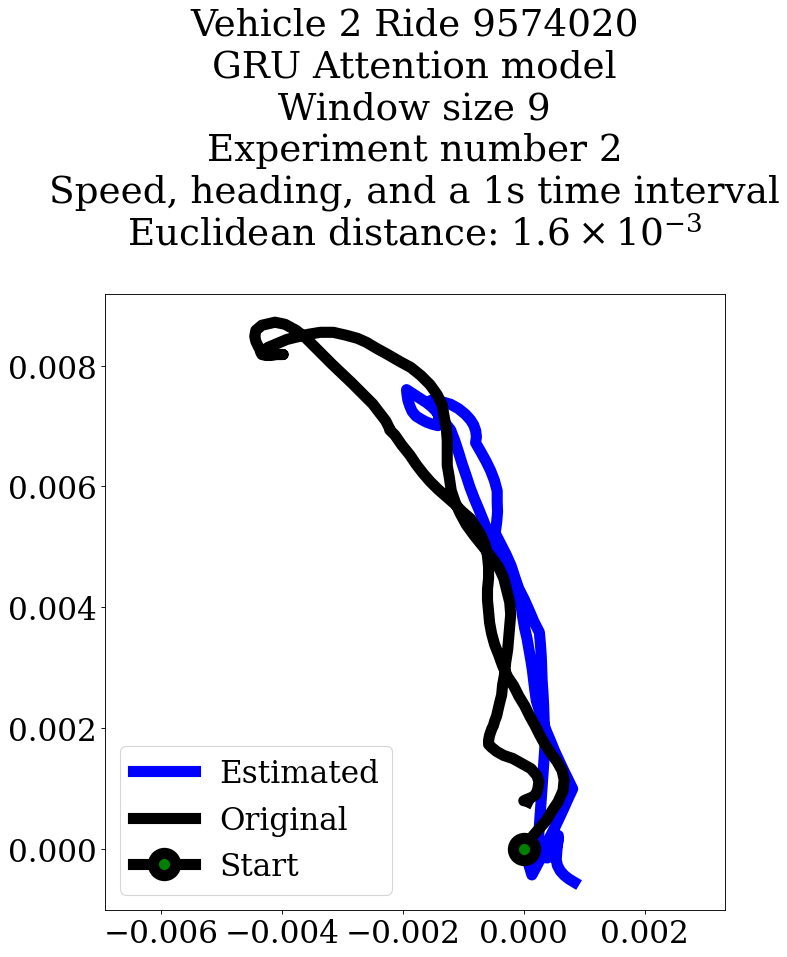 Vehicle 2 Ride 9574020
GRU Attention model
Window size 9
Experiment number 2
Speed, heading, and a 1s time interval
Euclidean distance: 1.6 × 10⁻³
0.008
0.006
0.004
0.002
0.000
Estimated
Original
Start
−0.006 −0.004 −0.002 0.000 0.002